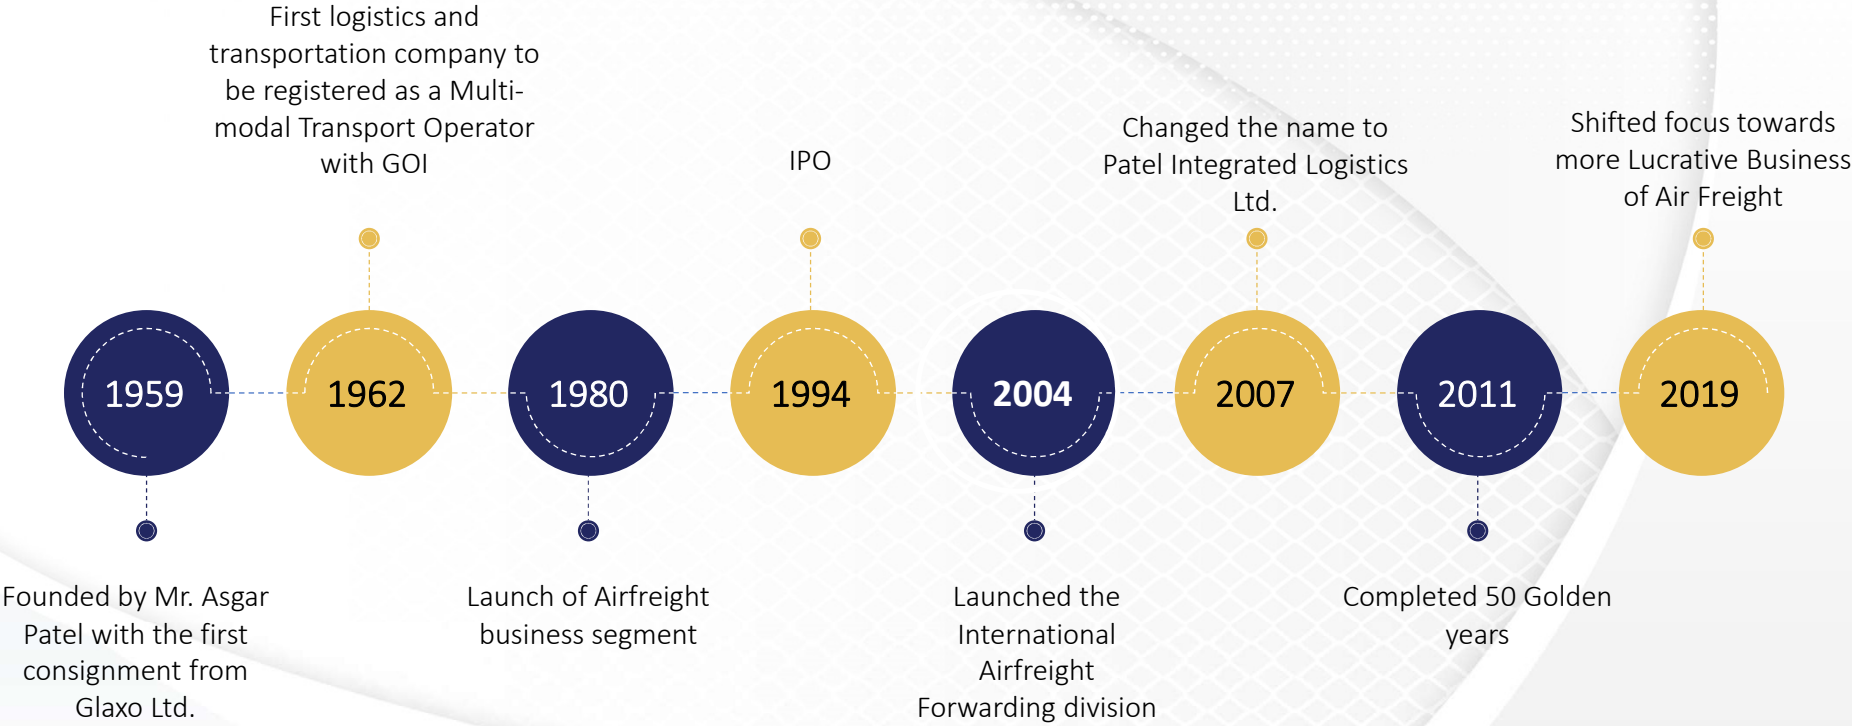 First logistics and
transportation company to
be registered as a Multi-
modal Transport Operator
with GOI
IPO
Changed the name to
Patel Integrated Logistics
Ltd.
Shifted focus towards
more Lucrative Business
of Air Freight
1959
1962
1980
1994
2004
2007
2011
2019
Founded by Mr. Asgar
Patel with the first
consignment from
Glaxo Ltd.
Launch of Airfreight
business segment
Launched the
International
Airfreight
Forwarding division
Completed 50 Golden
years